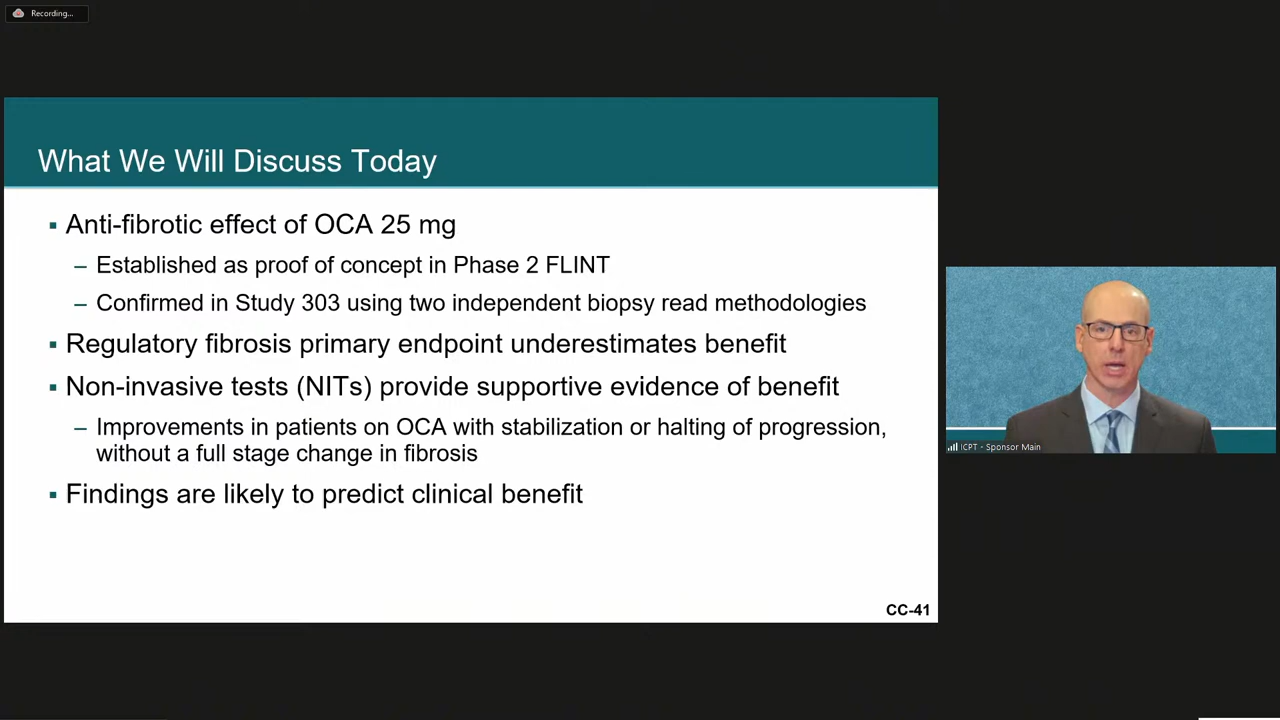 Recording...
What We Will Discuss Today
▪ Anti-fibrotic effect of OCA 25 mg
– Established as proof of concept in Phase 2 FLINT
– Confirmed in Study 303 using two independent biopsy read methodologies
▪ Regulatory fibrosis primary endpoint underestimates benefit
▪ Non-invasive tests (NITs) provide supportive evidence of benefit
– Improvements in patients on OCA with stabilization or halting of progression,
without a full stage change in fibrosis
▪ Findings are likely to predict clinical benefit
CC-41
ICPT - Sponsor Main